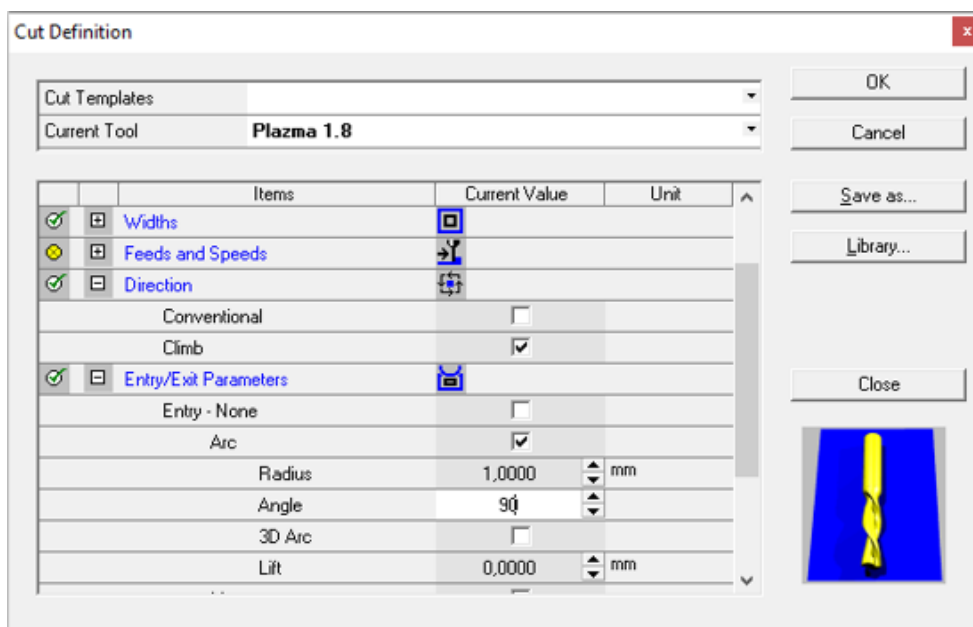 Cut Definition
x
Cut Templates
OK
Current Tool Plazma 1.8
Cancel
Items Current Value Unit
Save as...
Widths
Feeds and Speeds
Library...
Direction
Conventional
Climb
Entry/Exit Parameters
Close
Entry - None
Arc
Radius 1,0000 mm
Angle 90
3D Arc
Lift 0,0000 mm